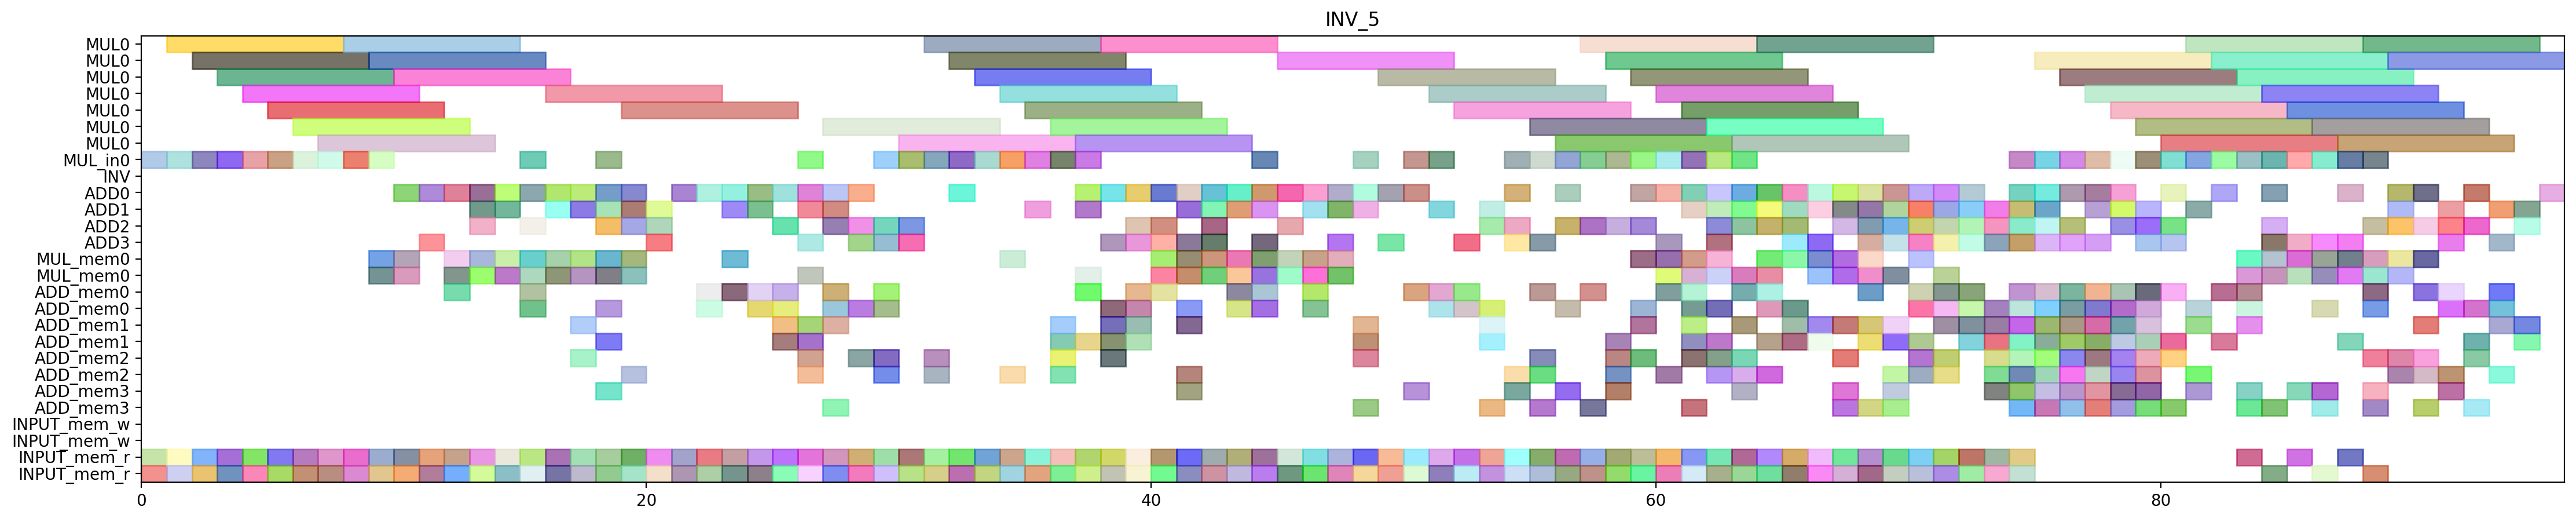 INV_5
MUL0
MUL0
MUL0
MUL0
MUL0
MUL0
MUL0
MUL_in0
INV
ADD0
ADD1
ADD2
ADD3
MUL_mem0
MUL_mem0
ADD_mem0
ADD_mem0
ADD_mem1
ADD_mem1
ADD_mem2
ADD_mem2
ADD_mem3
ADD_mem3
INPUT_mem_w
INPUT_mem_w
INPUT_mem_r
INPUT_mem_r
0 20 40 60 80